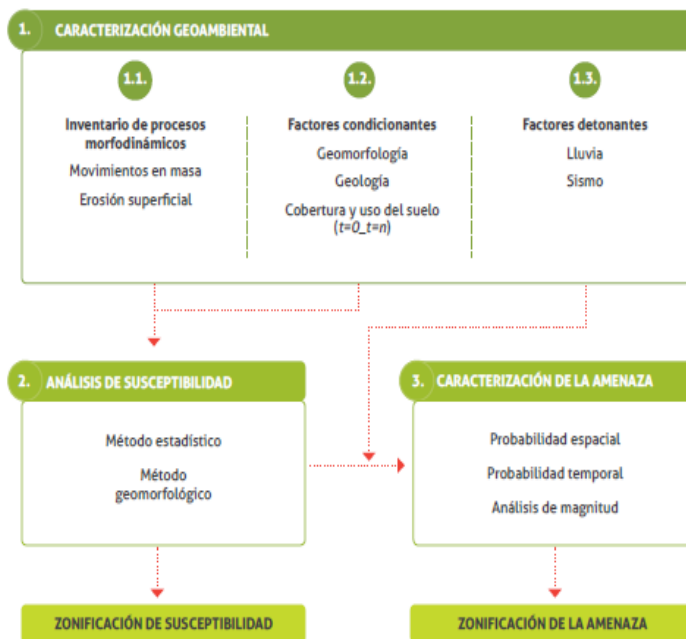 1. CARACTERIZACIÓN GEOAMBIENTAL
1.1.
Inventario de procesos
morfodinámicos
Movimientos en masa
Erosión superficial
1.2.
Factores condicionantes
Geomorfología
Geología
Cobertura y uso del suelo
(t=0_t=n)
1.3.
Factores detonantes
Lluvia
Sismo
2. ANÁLISIS DE SUSCEPTIBILIDAD
Método estadístico
Método
geomorfológico
3. CARACTERIZACIÓN DE LA AMENAZA
Probabilidad espacial
Probabilidad temporal
Análisis de magnitud
ZONIFICACIÓN DE SUSCEPTIBILIDAD
ZONIFICACIÓN DE LA AMENAZA